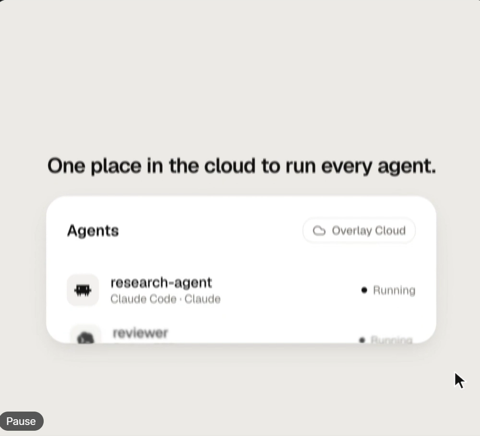 One place in the cloud to run every agent.
Agents
Overlay Cloud
research-agent
Claude Code · Claude
Running
reviewer
Running
Pause